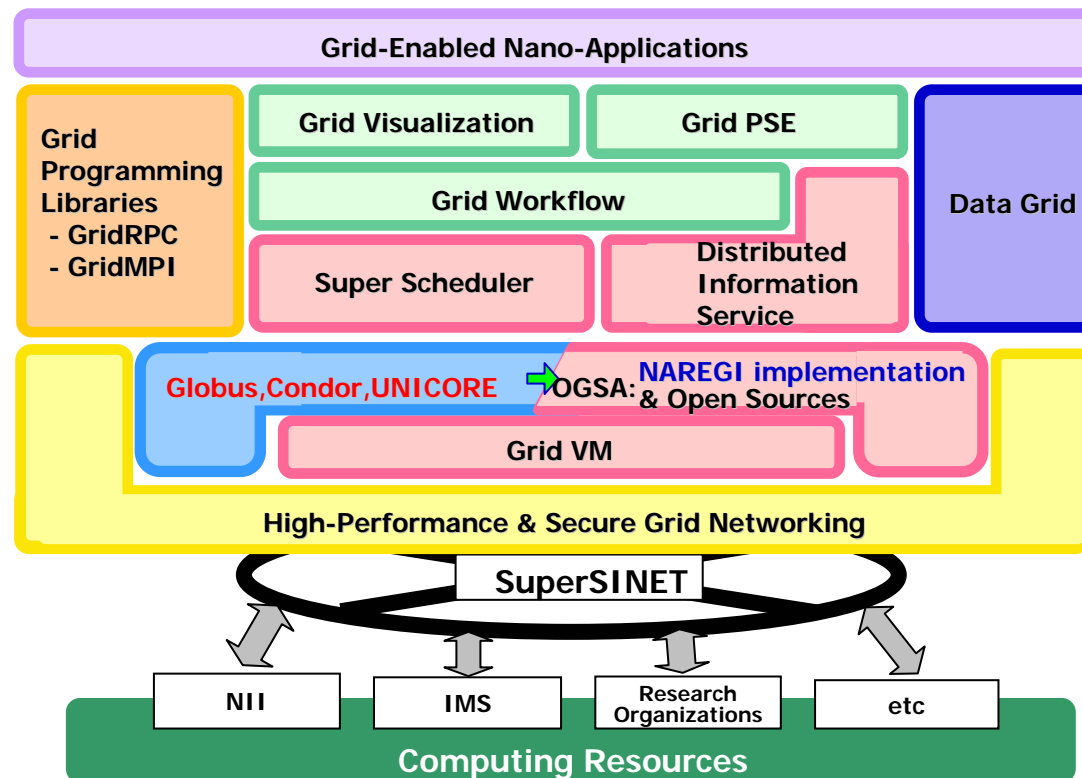 Grid-Enabled Nano-Applications
Grid
Programming
Libraries
- GridRPC
- GridMPI
Grid Visualization
Grid PSE
Grid Workflow
Data Grid
Super Scheduler
Distributed
Information
Service
Globus,Condor,UNICORE
OGSA:
NAREGI implementation
& Open Sources
Grid VM
High-Performance & Secure Grid Networking
SuperSINET
NII
IMS
Research
Organizations
etc
Computing Resources